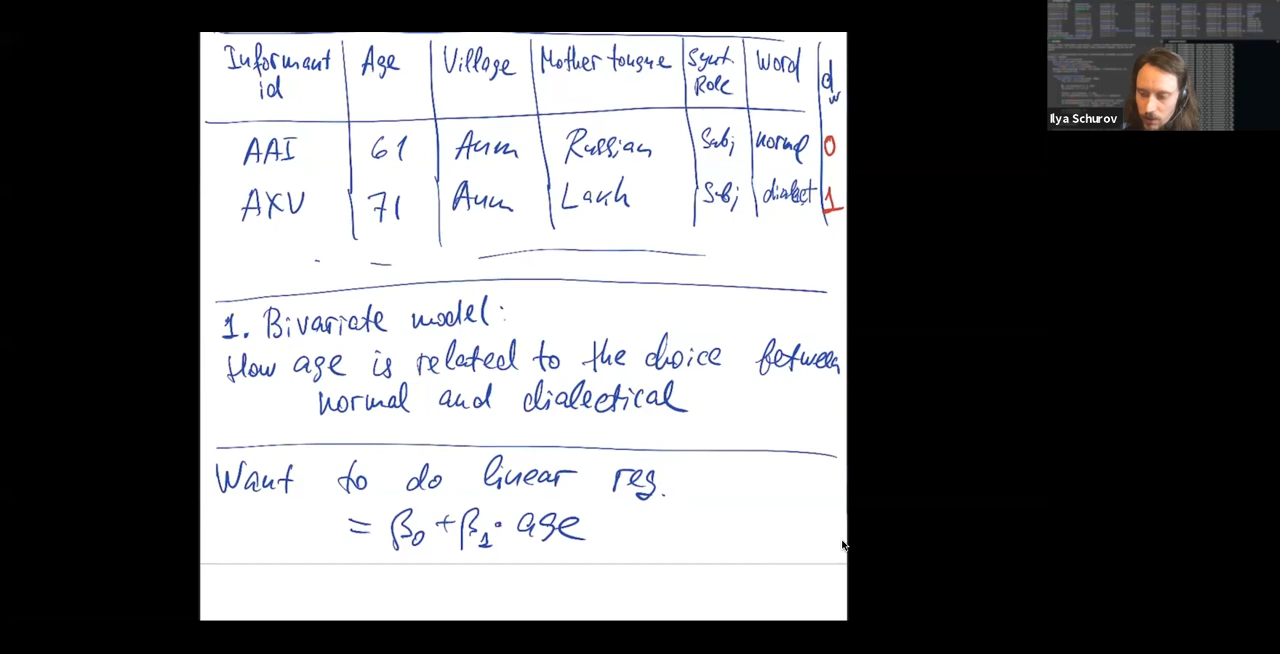 Informant id | Age | Village | Mother tongue | Synt. Role | word | dw
AAI | 61 | Aum | Russian | Subj | normal | 0
AXU | 71 | Aum | Lakh | Subj | dialect | 1
1. Bivariate model:
How age is related to the choice between
normal and dialectical
Want to do linear reg.
= β₀ + β₁ · age
Ilya Schurov